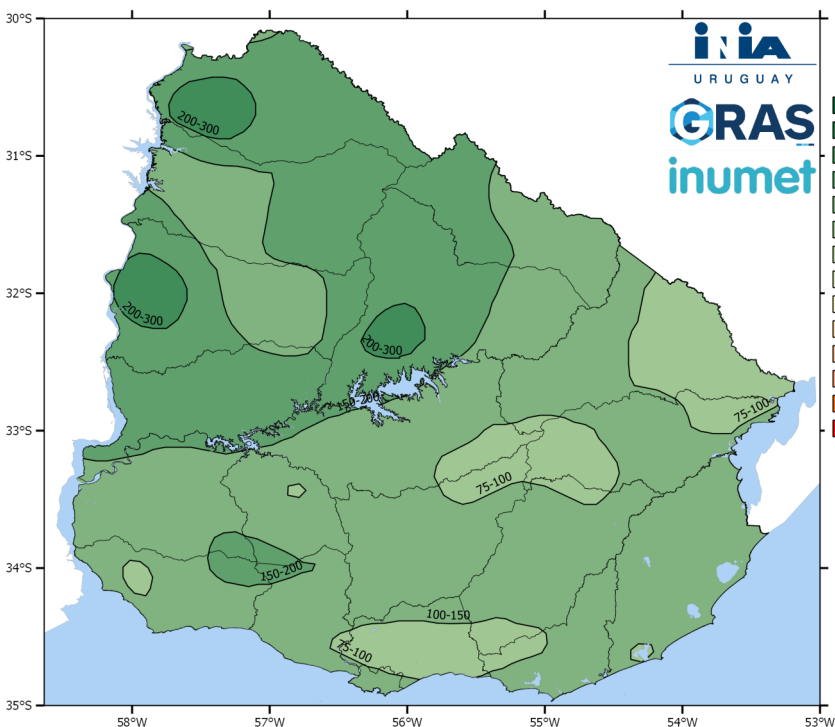 30°S
31°S
32°S
33°S
34°S
35°S
58°W
57°W
56°W
55°W
54°W
53°W
iNiA
URUGUAY
GRAS
inumet
200-300
200-300
200-300
150-200
75-100
75-100
150-200
100-150
75-100